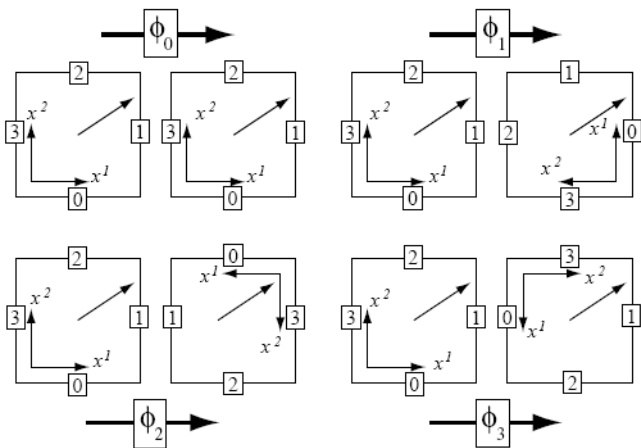 ϕ₀ ϕ₁
2 2 2 1
x² x² x²
3 1 3 1 3 1 2 x¹ 0
x¹ x¹ x¹ x²
0 0 0 3
2 0 2 3
x² x¹ x² x²
3 1 1 3 3 1 0 x¹ 1
x¹ x² x¹
0 2 0 2
ϕ₂ ϕ₃